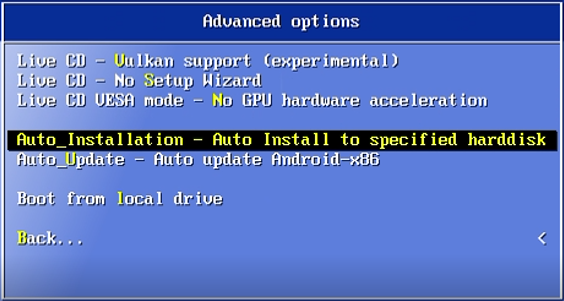 Advanced options
Live CD - Vulkan support (experimental)
Live CD - No Setup Wizard
Live CD VESA mode - No GPU hardware acceleration
Auto_Installation - Auto Install to specified harddisk
Auto_Update - Auto update Android-x86
Boot from local drive
Back... <